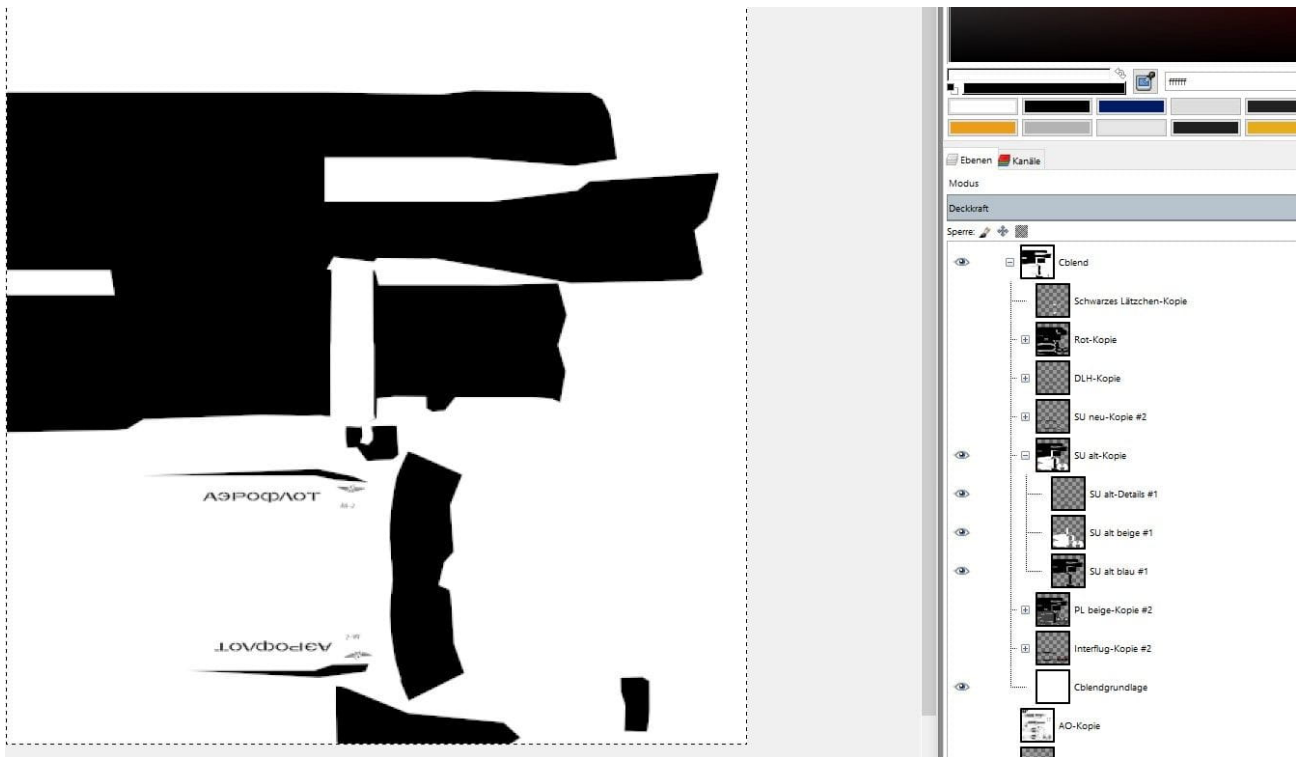 ffffff
Ebenen
Kanäle
Modus
Deckkraft
Sperre:
Cblend
Schwarzes Lätzchen-Kopie
Rot-Kopie
DLH-Kopie
SU neu-Kopie #2
SU alt-Kopie
SU alt-Details #1
SU alt beige #1
SU alt blau #1
PL beige-Kopie #2
Interflug-Kopie #2
Cblendgrundlage
AO-Kopie
АЭРОФЛОТ
АЭРОФЛОТ